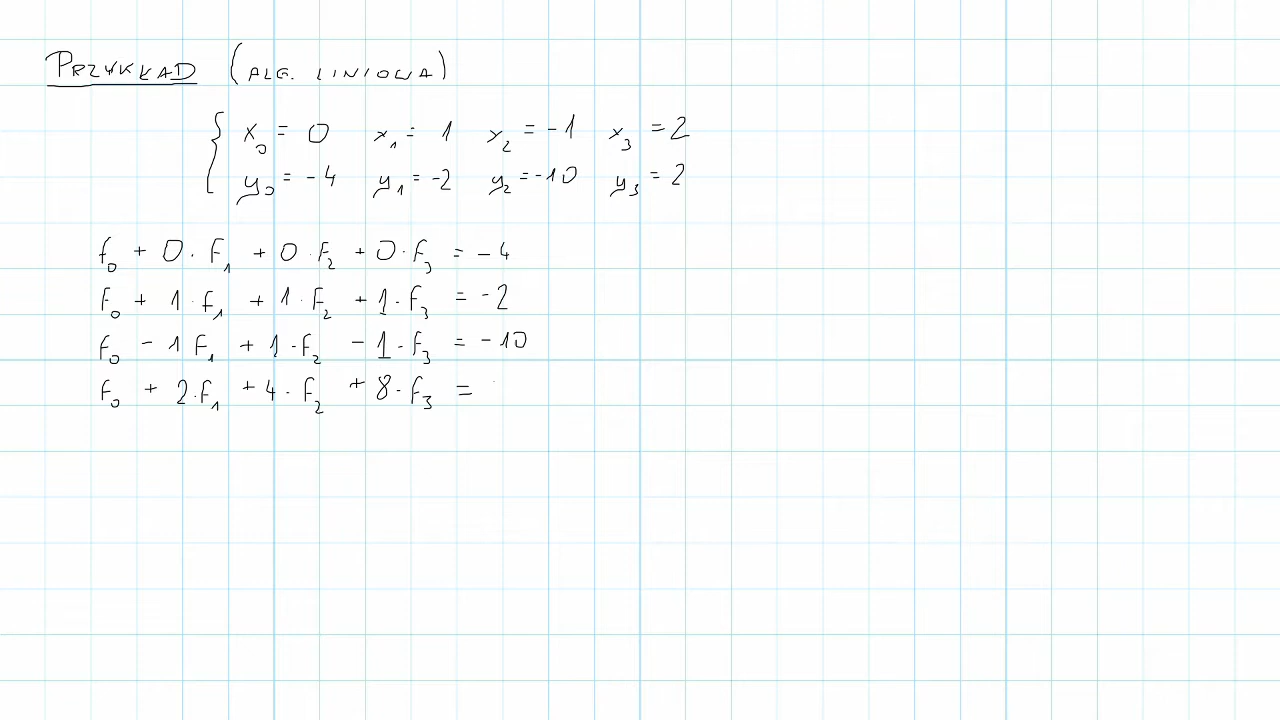 PRZYKŁAD (ALG. LINIOWA)
x₀ = 0 x₁ = 1 x₂ = -1 x₃ = 2
y₀ = -4 y₁ = -2 y₂ = -10 y₃ = 2
f₀ + 0 · f₁ + 0 · f₂ + 0 · f₃ = -4
f₀ + 1 · f₁ + 1 · f₂ + 1 · f₃ = -2
f₀ - 1 f₁ + 1 · f₂ - 1 · f₃ = -10
f₀ + 2 · f₁ + 4 · f₂ + 8 · f₃ =